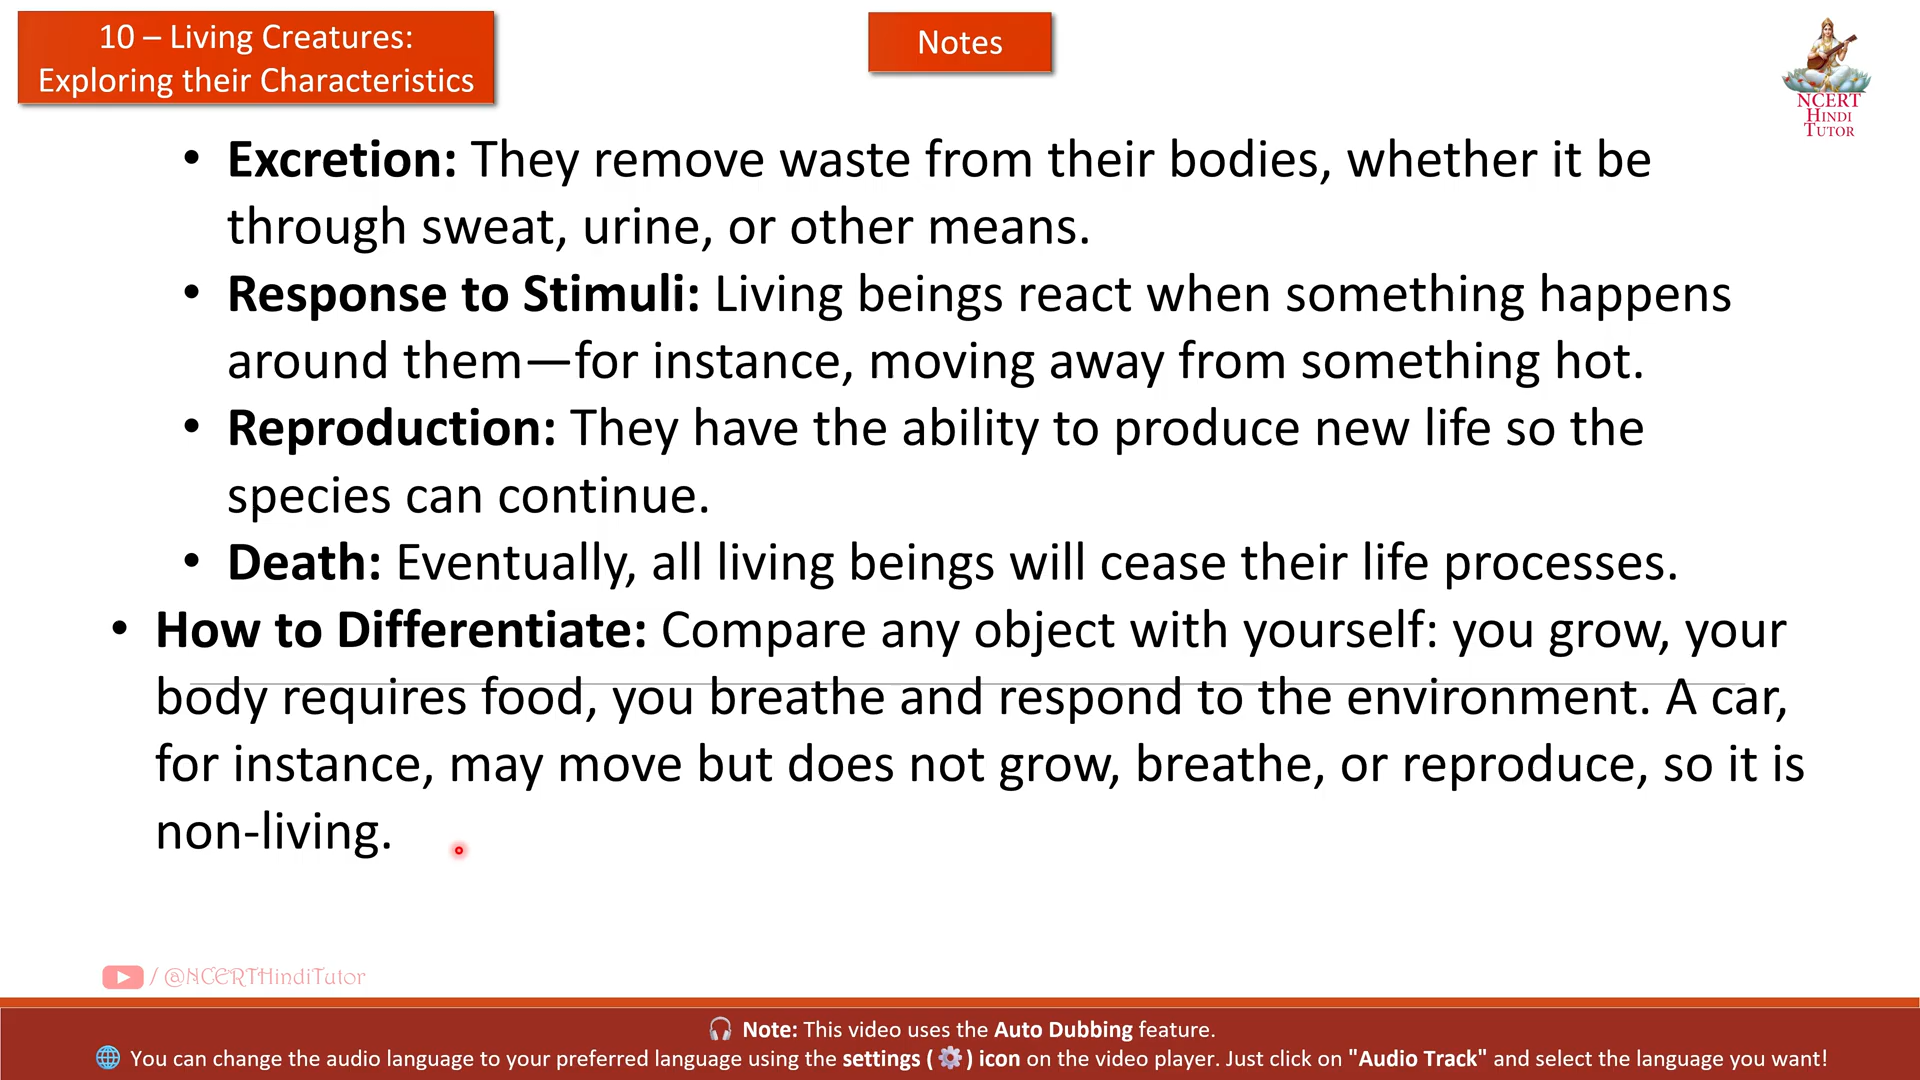 10 – Living Creatures:
Exploring their Characteristics
Notes
NCERT
HINDI
TUTOR
• Excretion: They remove waste from their bodies, whether it be
through sweat, urine, or other means.
• Response to Stimuli: Living beings react when something happens
around them—for instance, moving away from something hot.
• Reproduction: They have the ability to produce new life so the
species can continue.
• Death: Eventually, all living beings will cease their life processes.
• How to Differentiate: Compare any object with yourself: you grow, your
body requires food, you breathe and respond to the environment. A car,
for instance, may move but does not grow, breathe, or reproduce, so it is
non-living.
/ @NCERTHindiTutor
🎧 Note: This video uses the Auto Dubbing feature.
🌐 You can change the audio language to your preferred language using the settings ( ⚙️ ) icon on the video player. Just click on "Audio Track" and select the language you want!